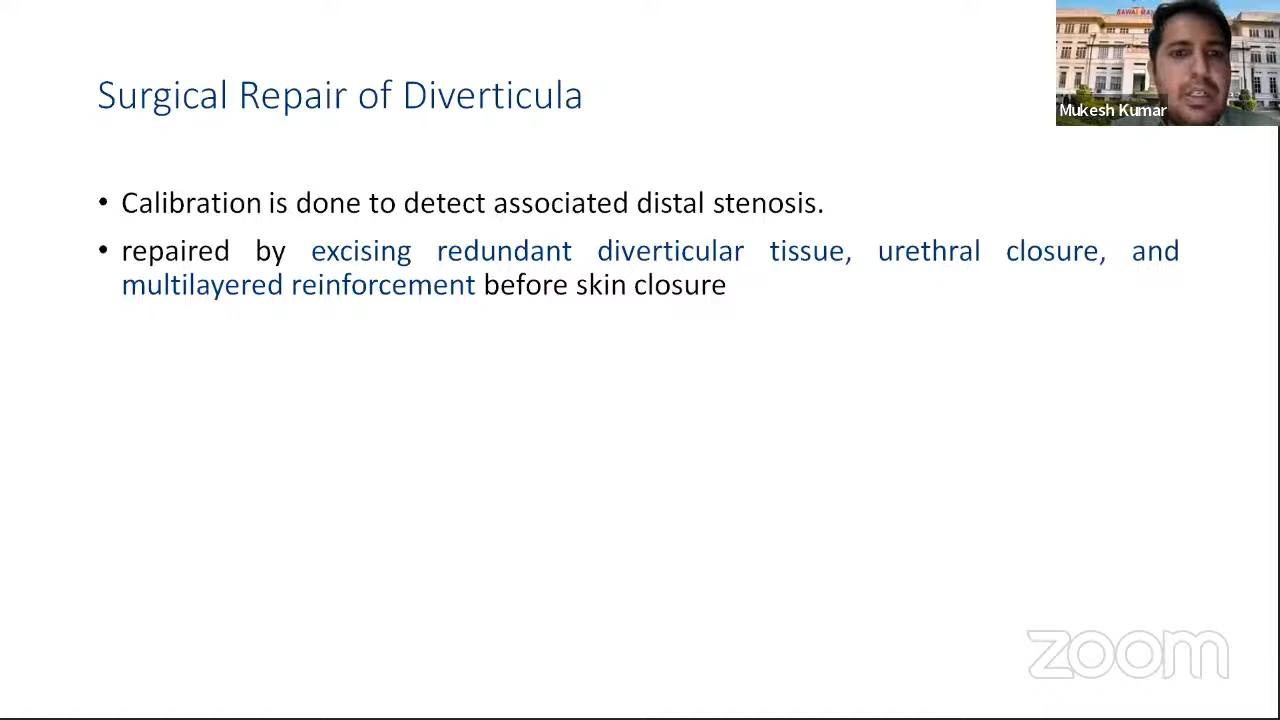 Surgical Repair of Diverticula
Mukesh Kumar
• Calibration is done to detect associated distal stenosis.
• repaired by excising redundant diverticular tissue, urethral closure, and
multilayered reinforcement before skin closure
zoom